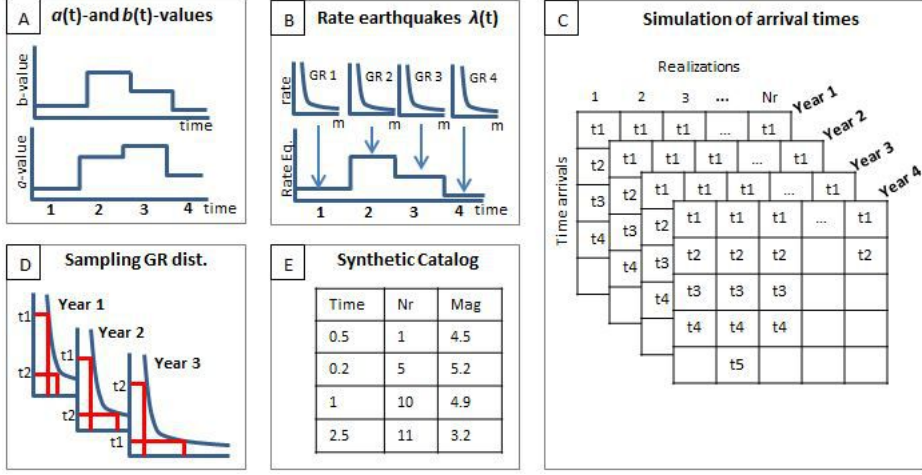 A
a(t)-and b(t)-values
b-value
time
a-value
1 2 3 4 time
B
Rate earthquakes λ(t)
rate
GR 1 GR 2 GR 3 GR 4
m m m m
Rate Eq.
1 2 3 4 time
C
Simulation of arrival times
Realizations
1 2 3 ... Nr
Year 1
Year 2
Year 3
Year 4
Time arrivals
t1 t1 t1 ... t1
t2
t3
t4
t1 t1 t1 ... t1
t2
t3
t4
t1 t1 t1 ... t1
t2
t3
t4
t1 t1 t1 ... t1
t2 t2 t2 t2
t3 t3 t3
t4 t4 t4
t5
D
Sampling GR dist.
Year 1
t1
t2
Year 2
t1
t2
Year 3
t2
t1
E
Synthetic Catalog
Time Nr Mag
0.5 1 4.5
0.2 5 5.2
1 10 4.9
2.5 11 3.2